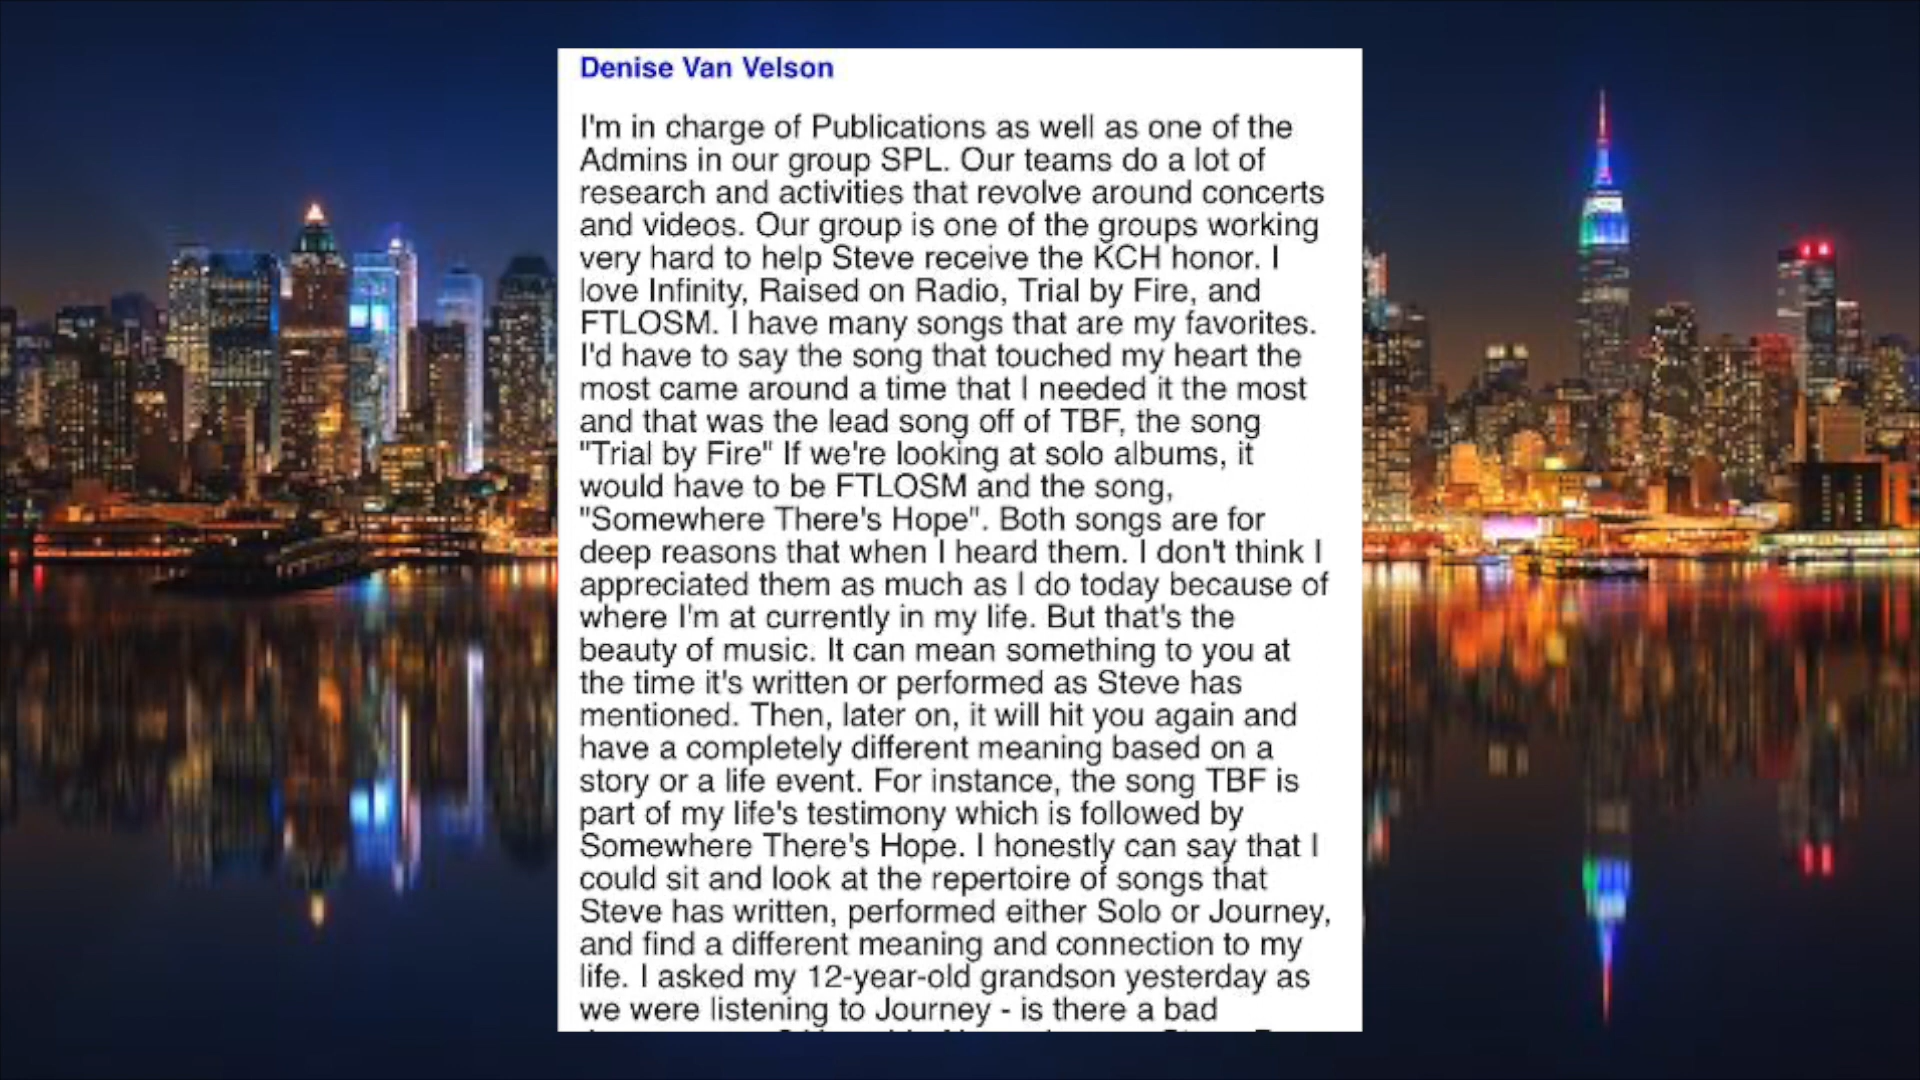 Denise Van Velson
I'm in charge of Publications as well as one of the
Admins in our group SPL. Our teams do a lot of
research and activities that revolve around concerts
and videos. Our group is one of the groups working
very hard to help Steve receive the KCH honor. I
love Infinity, Raised on Radio, Trial by Fire, and
FTLOSM. I have many songs that are my favorites.
I'd have to say the song that touched my heart the
most came around a time that I needed it the most
and that was the lead song off of TBF, the song
"Trial by Fire" If we're looking at solo albums, it
would have to be FTLOSM and the song,
"Somewhere There's Hope". Both songs are for
deep reasons that when I heard them. I don't think I
appreciated them as much as I do today because of
where I'm at currently in my life. But that's the
beauty of music. It can mean something to you at
the time it's written or performed as Steve has
mentioned. Then, later on, it will hit you again and
have a completely different meaning based on a
story or a life event. For instance, the song TBF is
part of my life's testimony which is followed by
Somewhere There's Hope. I honestly can say that I
could sit and look at the repertoire of songs that
Steve has written, performed either Solo or Journey,
and find a different meaning and connection to my
life. I asked my 12-year-old grandson yesterday as
we were listening to Journey - is there a bad